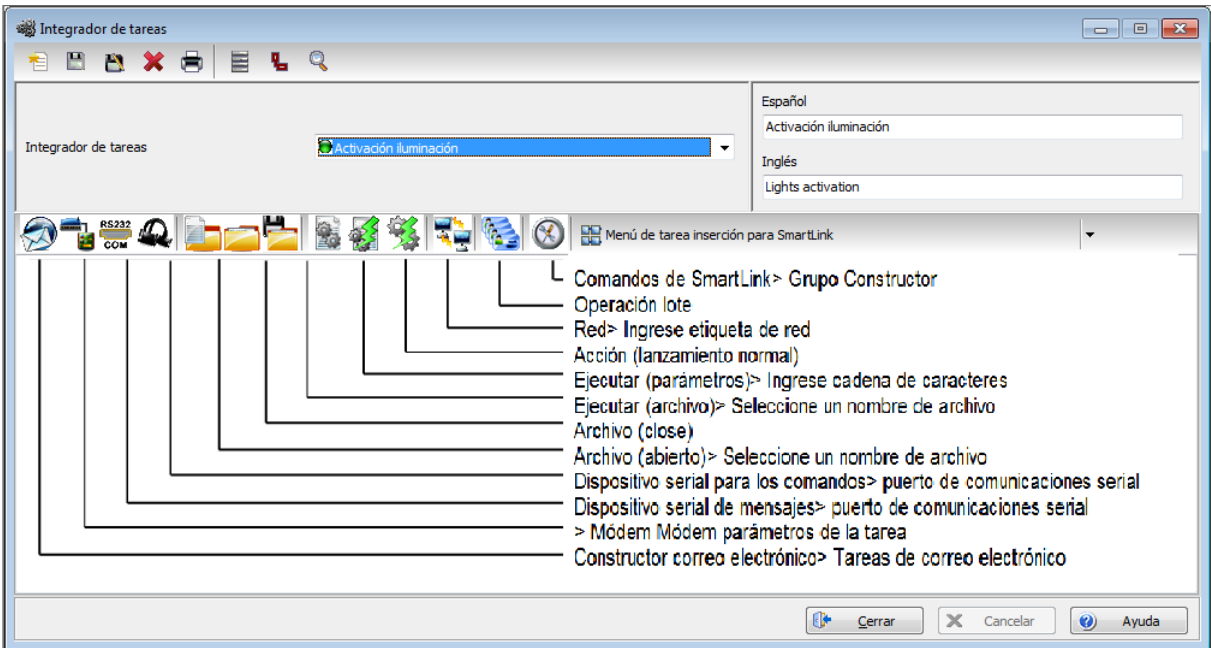 Integrador de tareas
Español
Activación iluminación
Integrador de tareas
Activación iluminación
Inglés
Lights activation
RS232
COM
Menú de tarea inserción para SmartLink
Comandos de SmartLink> Grupo Constructor
Operación lote
Red> Ingrese etiqueta de red
Acción (lanzamiento normal)
Ejecutar (parámetros)> Ingrese cadena de caracteres
Ejecutar (archivo)> Seleccione un nombre de archivo
Archivo (close)
Archivo (abierto)> Seleccione un nombre de archivo
Dispositivo serial para los comandos> puerto de comunicaciones serial
Dispositivo serial de mensajes> puerto de comunicaciones serial
> Módem Módem parámetros de la tarea
Constructor correo electrónico> Tareas de correo electrónico
Cerrar Cancelar Ayuda